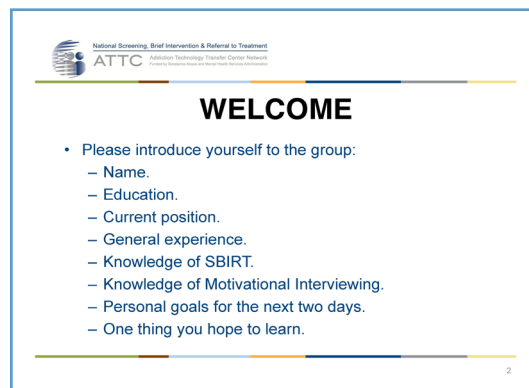 National Screening, Brief Intervention & Referral to Treatment
ATTC
Addiction Technology Transfer Center Network
Funded by Substance Abuse and Mental Health Services Administration
WELCOME
• Please introduce yourself to the group:
– Name.
– Education.
– Current position.
– General experience.
– Knowledge of SBIRT.
– Knowledge of Motivational Interviewing.
– Personal goals for the next two days.
– One thing you hope to learn.
2